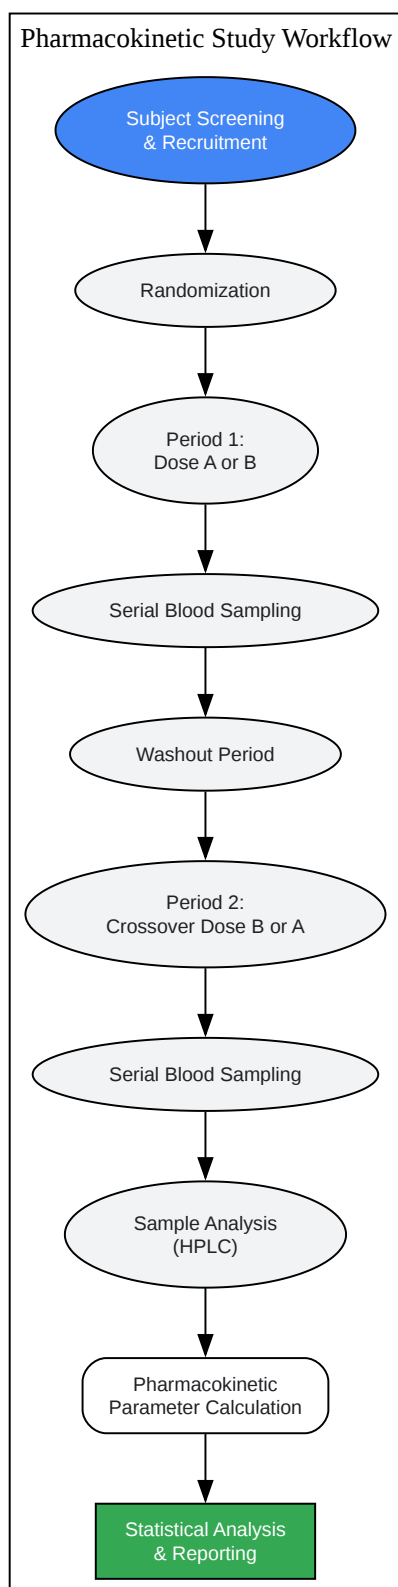 Pharmacokinetic Study Workflow
Subject Screening
& Recruitment
Randomization
Period 1:
Dose A or B
Serial Blood Sampling
Washout Period
Period 2:
Crossover Dose B or A
Serial Blood Sampling
Sample Analysis
(HPLC)
Pharmacokinetic
Parameter Calculation
Statistical Analysis
& Reporting